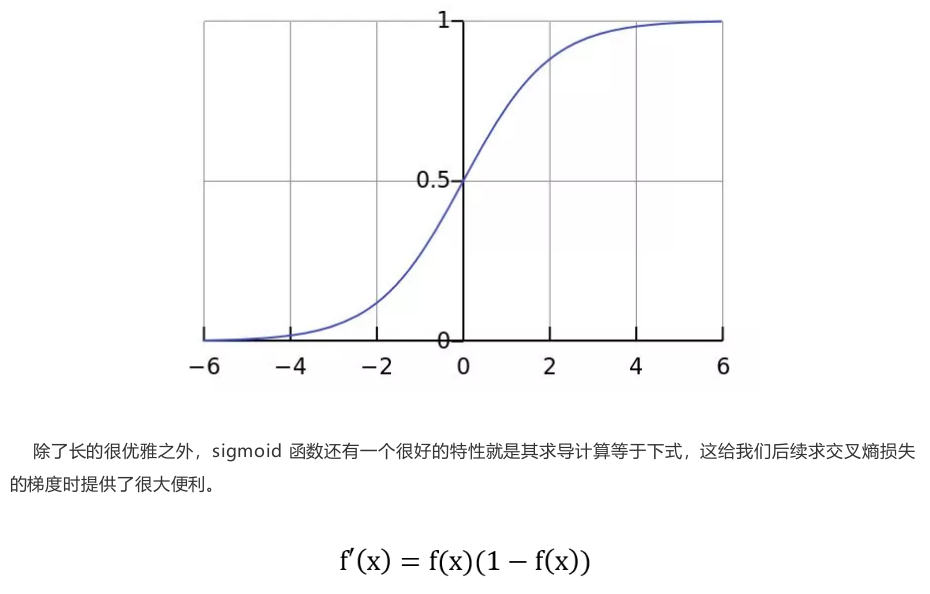 1
0.5
0
−6 −4 −2 0 2 4 6
除了长的很优雅之外，sigmoid 函数还有一个很好的特性就是其求导计算等于下式，这给我们后续求交叉熵损失
的梯度时提供了很大便利。
f′(x) = f(x)(1 − f(x))